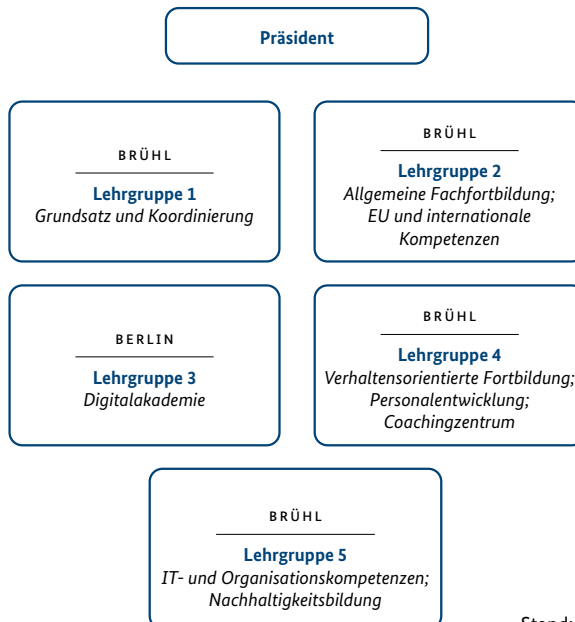 Präsident
BRÜHL
Lehrgruppe 1
Grundsatz und Koordinierung
BRÜHL
Lehrgruppe 2
Allgemeine Fachfortbildung;
EU und internationale
Kompetenzen
BERLIN
Lehrgruppe 3
Digitalakademie
BRÜHL
Lehrgruppe 4
Verhaltensorientierte Fortbildung;
Personalentwicklung;
Coachingzentrum
BRÜHL
Lehrgruppe 5
IT- und Organisationskompetenzen;
Nachhaltigkeitsbildung